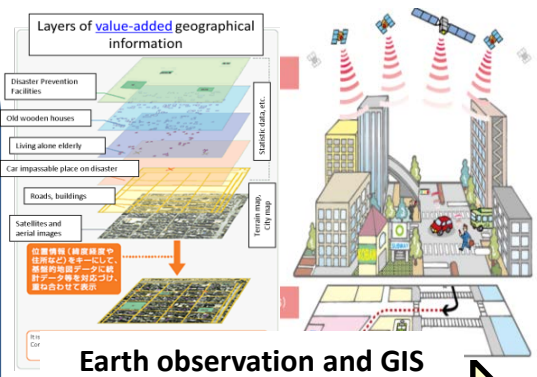 Layers of value-added geographical
information
Disaster Prevention
Facilities
Old wooden houses
Living alone elderly
Car impassable place on disaster
Roads, buildings
Satellites and
aerial images
Statistic data, etc.
Terrain map,
City map
位置情報（緯度経度や
住所など）をキーにして、
基盤的地図データに統
計データ等を対応づけ、
重ね合わせて表示
Earth observation and GIS